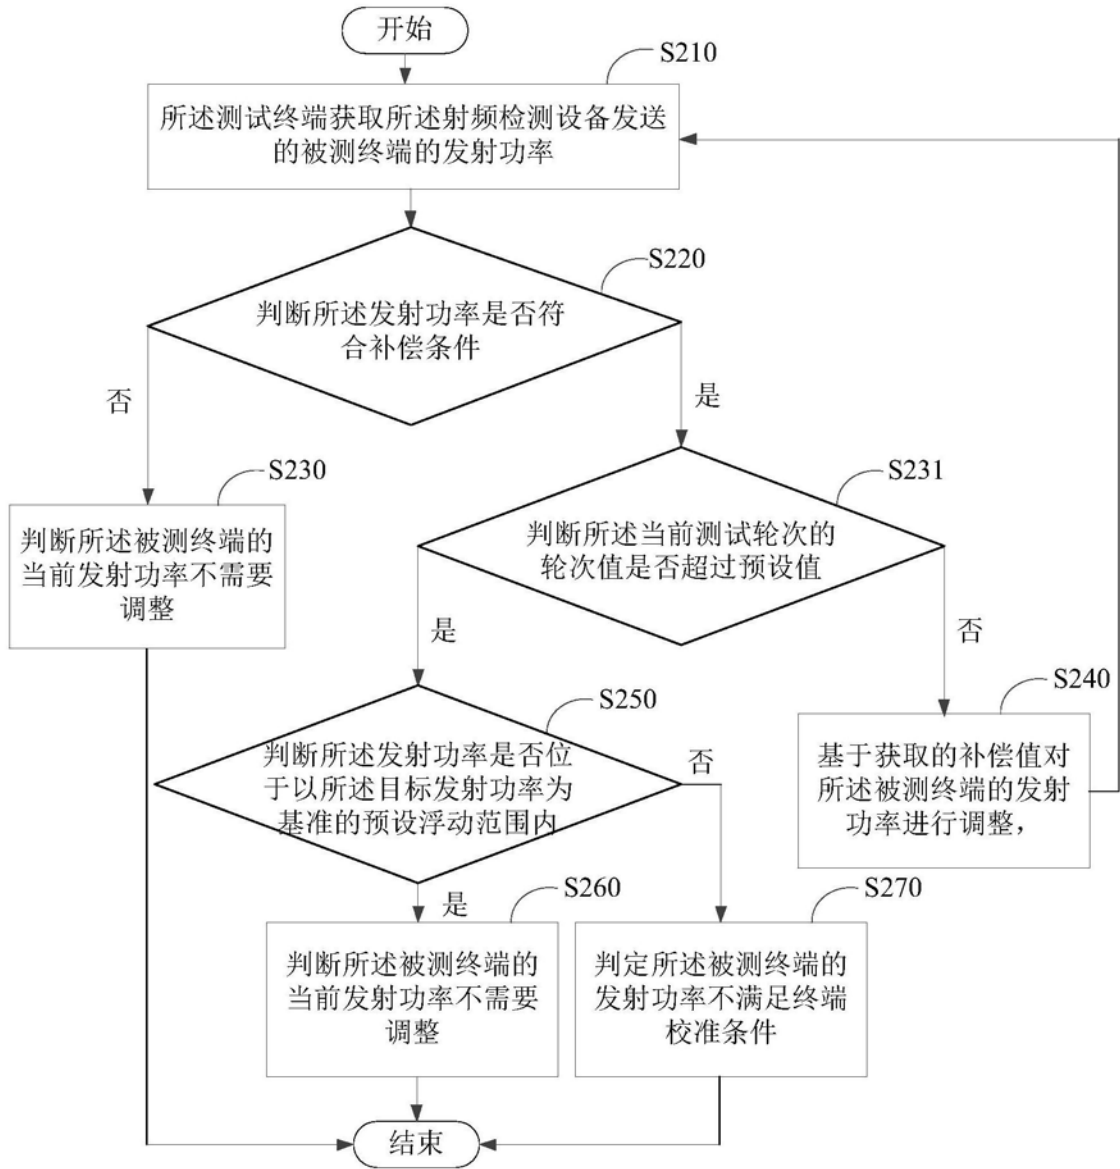 开始
S210
所述测试终端获取所述射频检测设备发送
的被测终端的发射功率
S220
判断所述发射功率是否符
合补偿条件
否
是
S230
判断所述被测终端的
当前发射功率不需要
调整
S231
判断所述当前测试轮次的
轮次值是否超过预设值
是
否
S240
基于获取的补偿值对
所述被测终端的发射
功率进行调整，
S250
判断所述发射功率是否位
于以所述目标发射功率为
基准的预设浮动范围内
否
是
S260
判断所述被测终端的
当前发射功率不需要
调整
S270
判定所述被测终端的
发射功率不满足终端
校准条件
结束